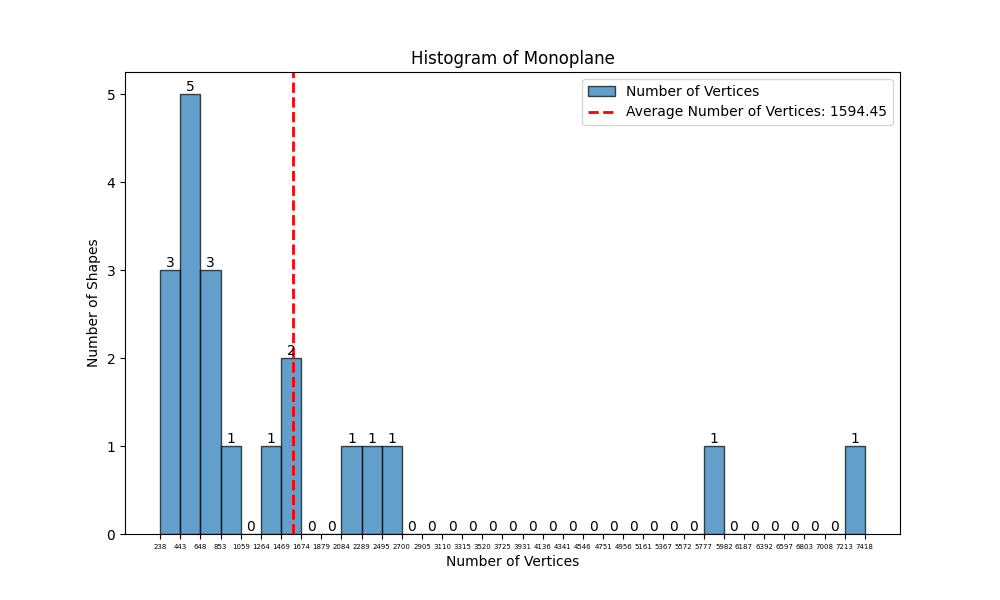 Histogram of Monoplane
Number of Vertices
Average Number of Vertices: 1594.45
Number of Shapes
5
4
3
2
1
0
3 5 3 1 0 1 2 0 0 1 1 1 0 0 0 0 0 0 0 0 0 0 0 0 0 0 0 1 0 0 0 0 0 0 1
238 443 648 853 1059 1264 1469 1674 1879 2084 2289 2495 2700 2905 3110 3315 3520 3725 3931 4136 4341 4546 4751 4956 5161 5367 5572 5777 5982 6187 6392 6597 6803 7008 7213 7418
Number of Vertices